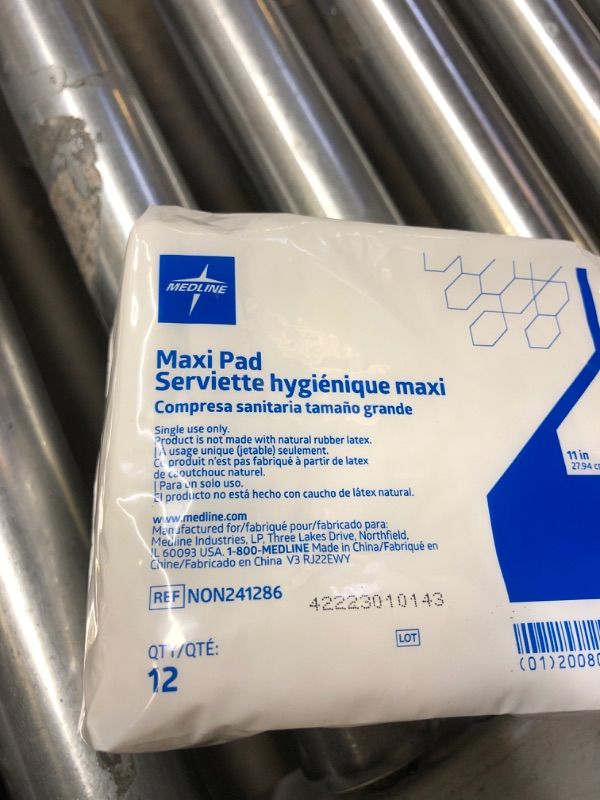 MEDLINE
Maxi Pad
Serviette hygiénique maxi
Compresa sanitaria tamaño grande
Single use only.
Product is not made with natural rubber latex.
| À usage unique (jetable) seulement.
Ce produit n'est pas fabriqué à partir de latex
de caoutchouc naturel.
| Para un solo uso.
El producto no está hecho con caucho de látex natural.
www.medline.com
Manufactured for/fabriqué pour/fabricado para:
Medline Industries, LP, Three Lakes Drive, Northfield,
IL 60093 USA. 1-800-MEDLINE Made in China/Fabriqué en
Chine/Fabricado en China V3 RJ22EWY
REF NON241286
42223010143
LOT
QTY/QTÉ:
12
11 in
27.94 c
(01)2008